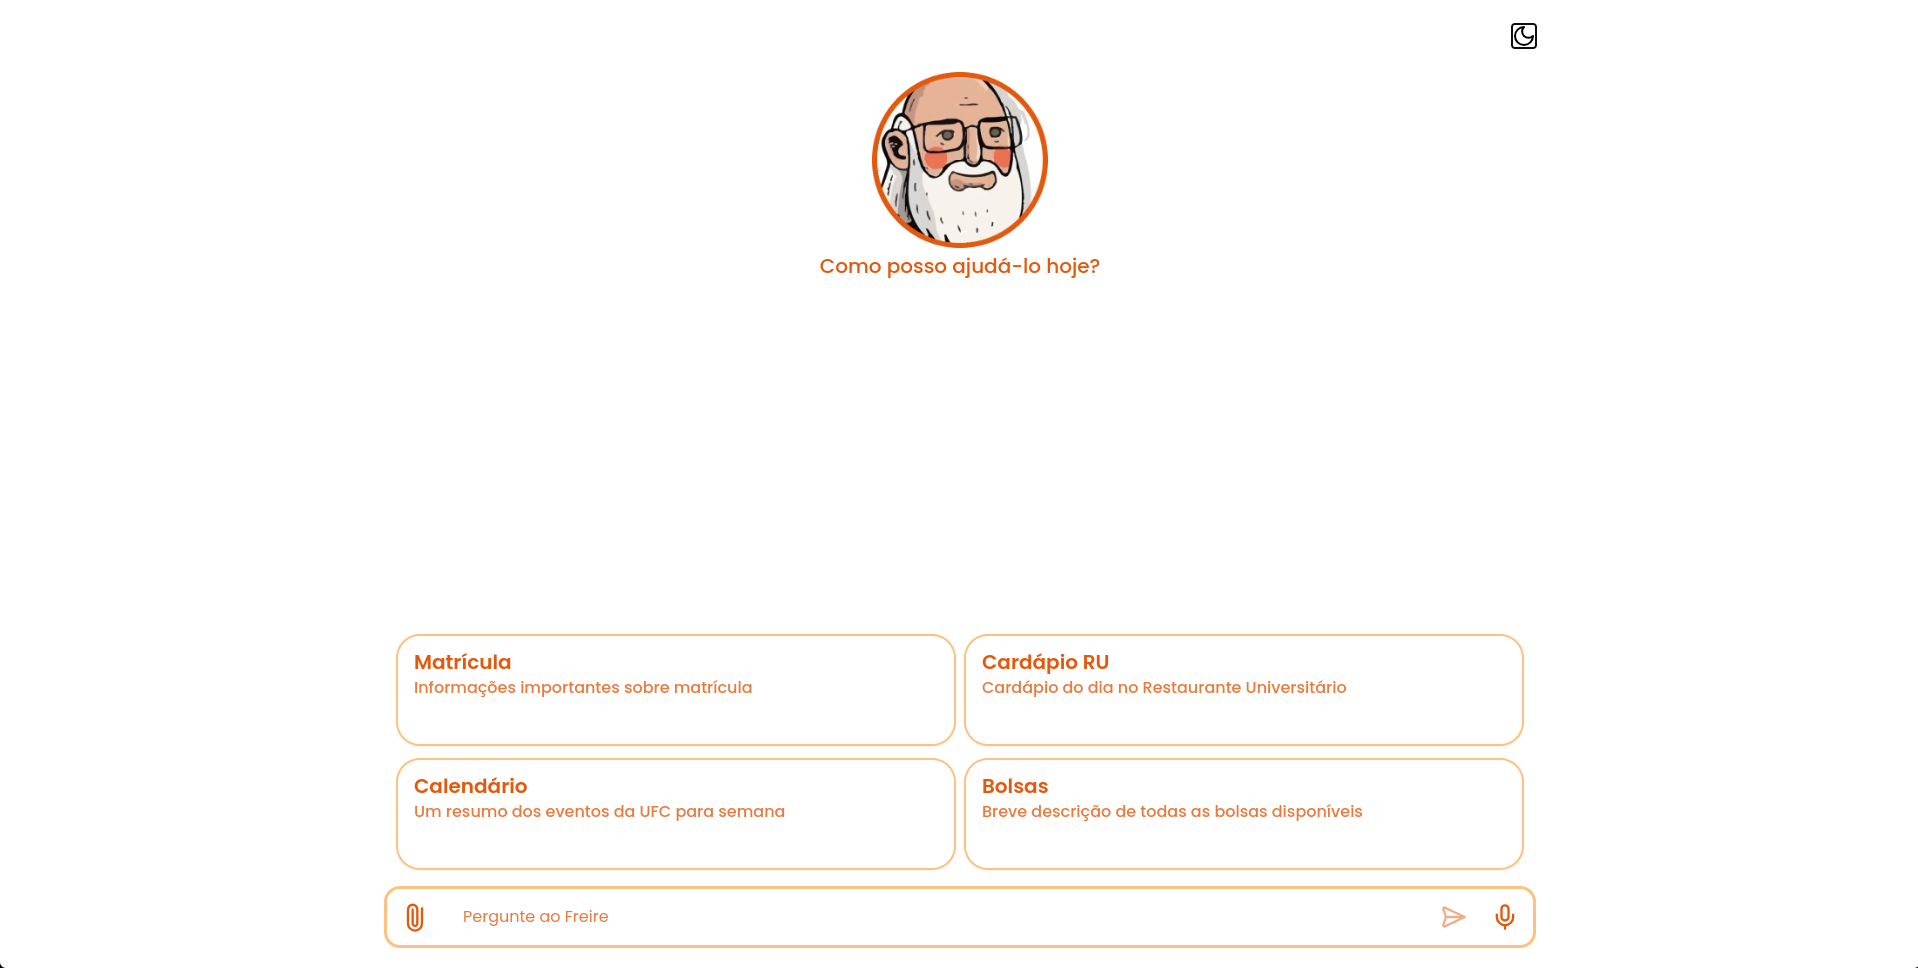 Como posso ajudá-lo hoje?
Matrícula
Informações importantes sobre matrícula
Cardápio RU
Cardápio do dia no Restaurante Universitário
Calendário
Um resumo dos eventos da UFC para semana
Bolsas
Breve descrição de todas as bolsas disponíveis
Pergunte ao Freire